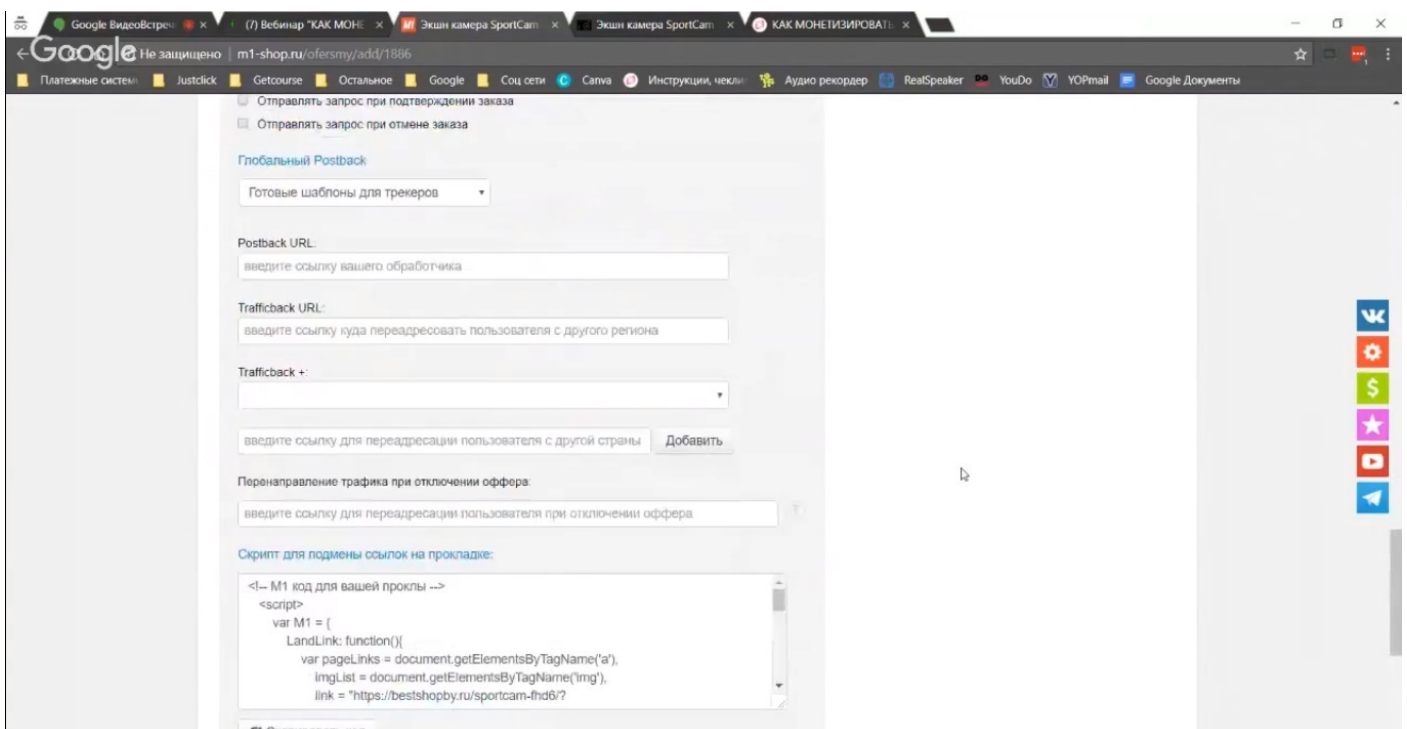 Google ВидеоВстреч
(7) Вебинар "КАК МОНЕ
Экшн камера SportCam
Экшн камера SportCam
КАК МОНЕТИЗИРОВАТЬ
Google
Не защищено | m1-shop.ru/ofersmy/add/1886
Платежные систем Justclick Getcourse Остальное Google Соц сети Canva Инструкции, чекли Аудио рекордер RealSpeaker YouDo YOPmail Google Документы
Отправлять запрос при подтверждении заказа
Отправлять запрос при отмене заказа
Глобальный Postback
Готовые шаблоны для трекеров
Postback URL:
введите ссылку вашего обработчика
Trafficback URL:
введите ссылку куда переадресовать пользователя с другого региона
Trafficback +:
введите ссылку для переадресации пользователя с другой страны
Добавить
Перенаправление трафика при отключении оффера:
введите ссылку для переадресации пользователя при отключении оффера
Скрипт для подмены ссылок на прокладке:
<!-- M1 код для вашей проклы -->
<script>
var M1 = {
LandLink: function(){
var pageLinks = document.getElementsByTagName('a'),
imgList = document.getElementsByTagName('img'),
link = "https://bestshopby.ru/sportcam-fhd6/?